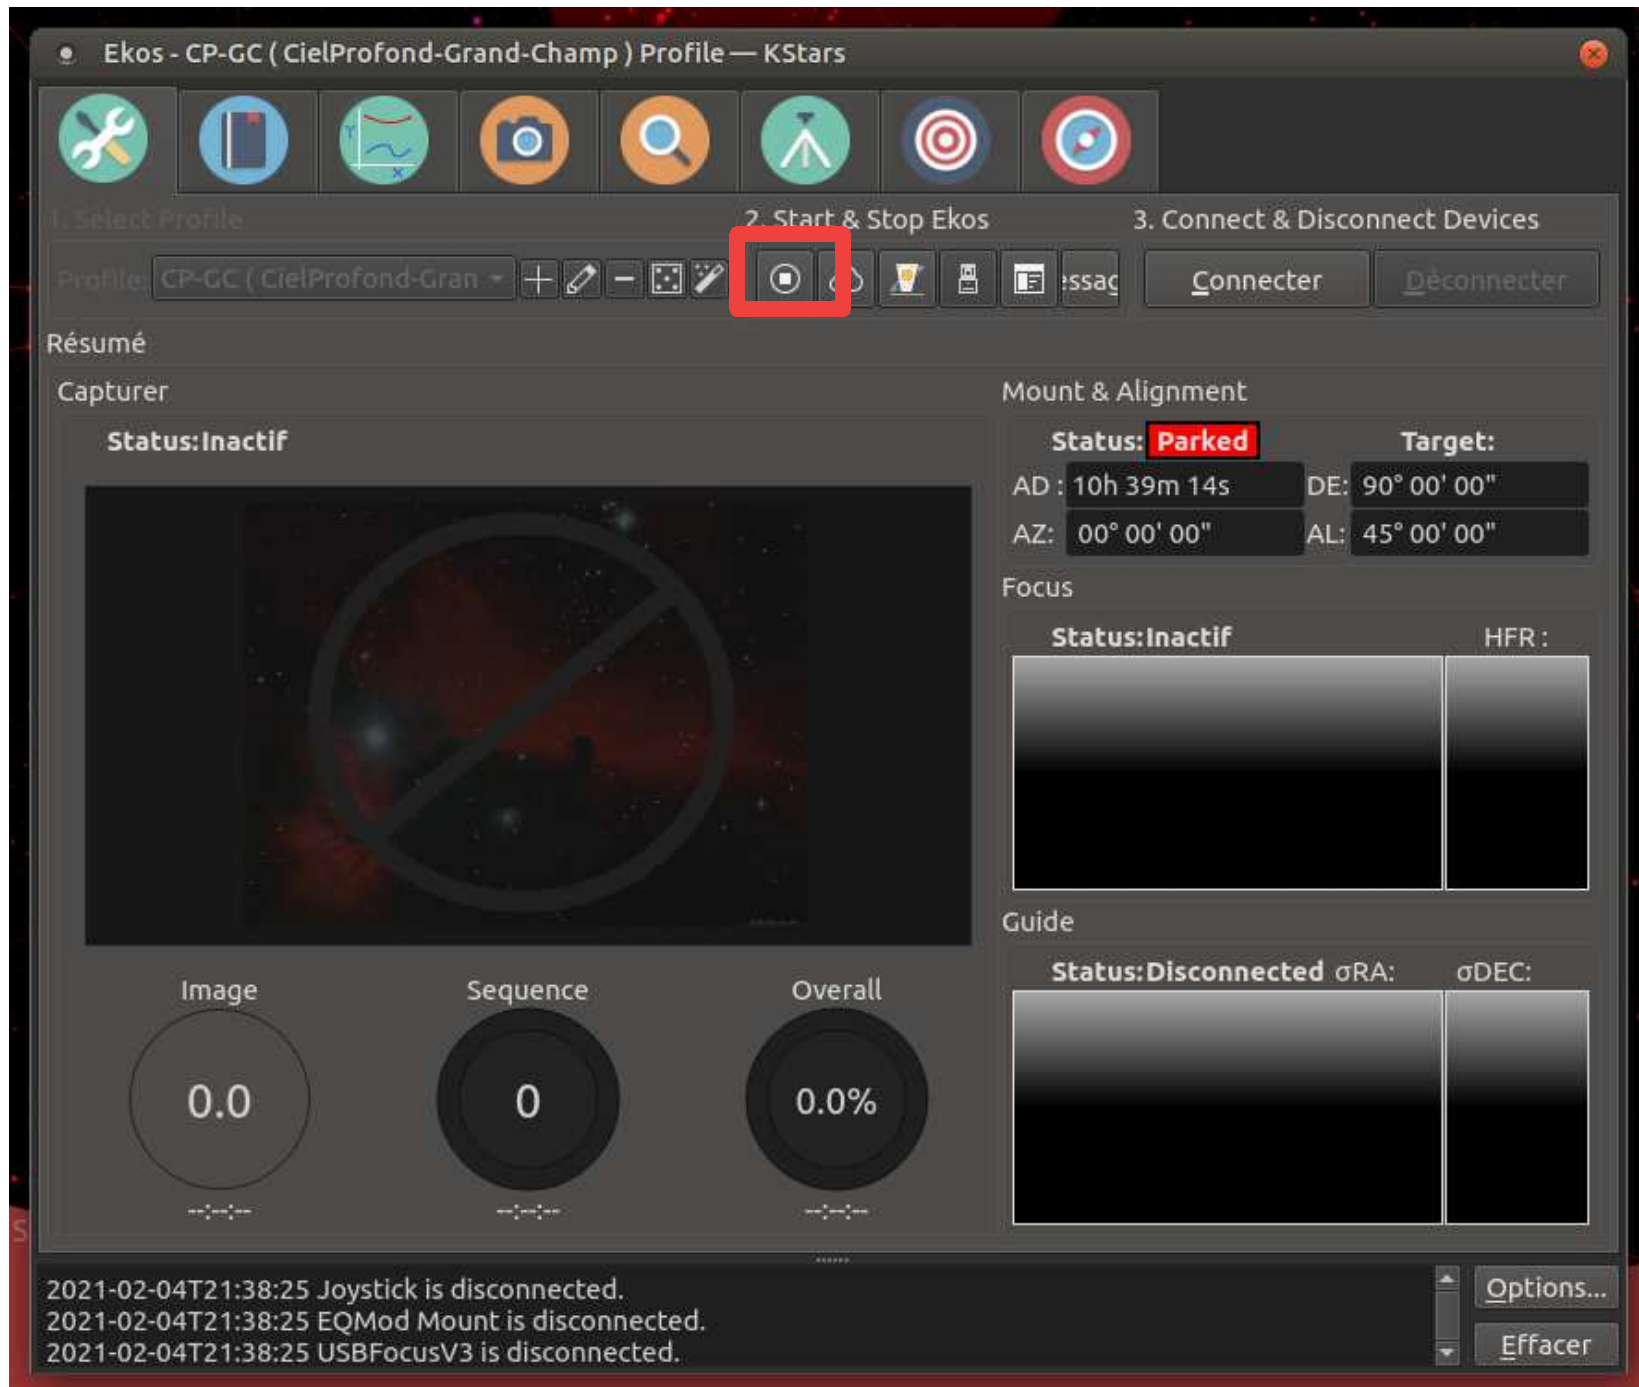 Ekos - CP-GC ( CielProfond-Grand-Champ ) Profile — KStars
1. Select Profile
2. Start & Stop Ekos
3. Connect & Disconnect Devices
Profile: CP-GC ( CielProfond-Gran
essag
Connecter
Déconnecter
Résumé
Capturer
Status: Inactif
Mount & Alignment
Status: Parked Target:
AD : 10h 39m 14s DE: 90° 00' 00"
AZ: 00° 00' 00" AL: 45° 00' 00"
Focus
Status: Inactif HFR :
Guide
Status: Disconnected σRA: σDEC:
Image Sequence Overall
0.0 0 0.0%
--:--:-- --:--:-- --:--:--
2021-02-04T21:38:25 Joystick is disconnected.
2021-02-04T21:38:25 EQMod Mount is disconnected.
2021-02-04T21:38:25 USBFocusV3 is disconnected.
Options...
Effacer